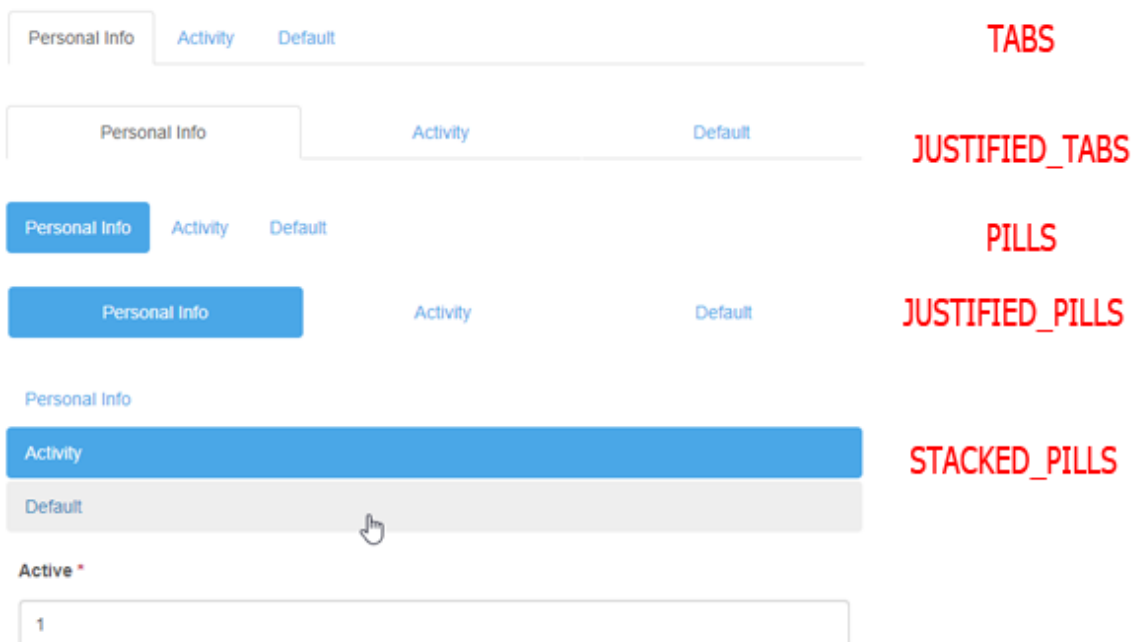 Personal Info Activity Default TABS
Personal Info Activity Default JUSTIFIED_TABS
Personal Info Activity Default PILLS
Personal Info Activity Default JUSTIFIED_PILLS
Personal Info
Activity STACKED_PILLS
Default
Active *
1